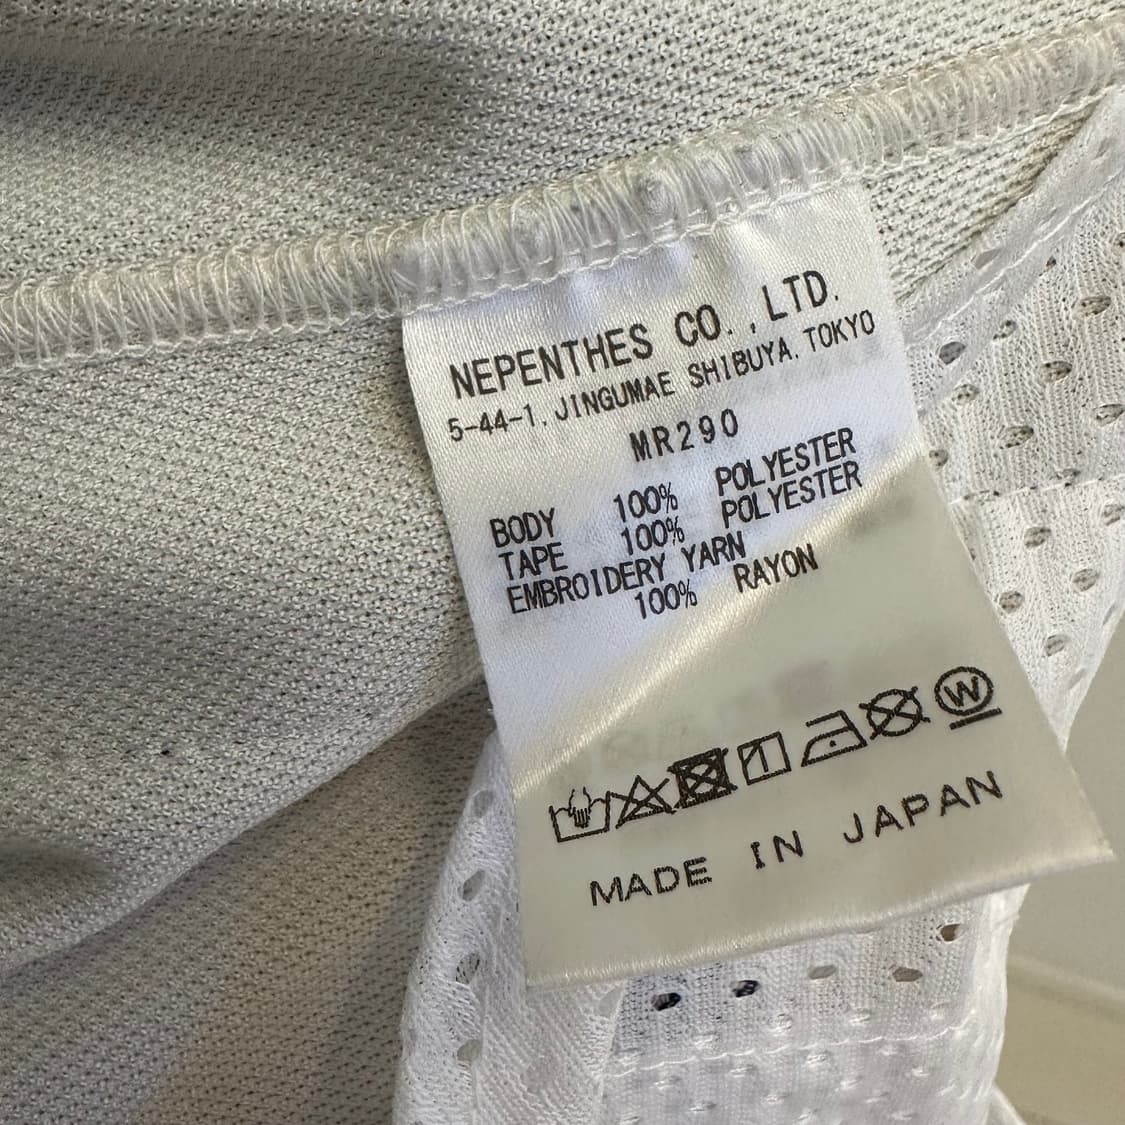 NEPENTHES CO.,LTD.
5-44-1,JINGUMAE SHIBUYA.TOKYO
MR290
BODY 100% POLYESTER
TAPE 100% POLYESTER
EMBROIDERY YARN
100% RAYON
W
MADE IN JAPAN